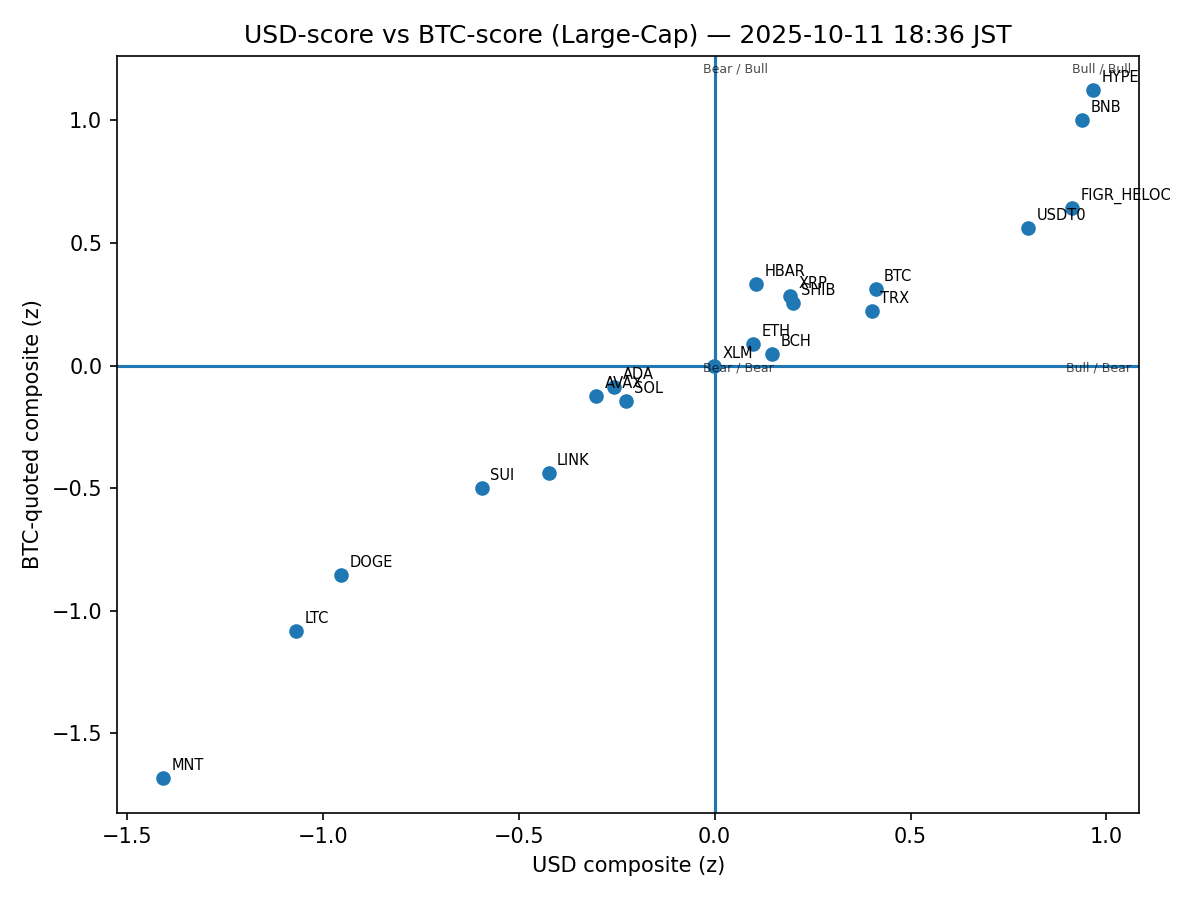 USD-score vs BTC-score (Large-Cap) — 2025-10-11 18:36 JST
Bear / Bull
Bull / Bull
HYPE
BNB
FIGR_HELOC
USDT0
HBAR
XRP
SHIB
BTC
TRX
ETH
BCH
XLM
Bear / Bear
Bull / Bear
ADA
AVAX
SOL
LINK
SUI
DOGE
LTC
MNT
1.0
0.5
0.0
−0.5
−1.0
−1.5
BTC-quoted composite (z)
−1.5
−1.0
−0.5
0.0
0.5
1.0
USD composite (z)